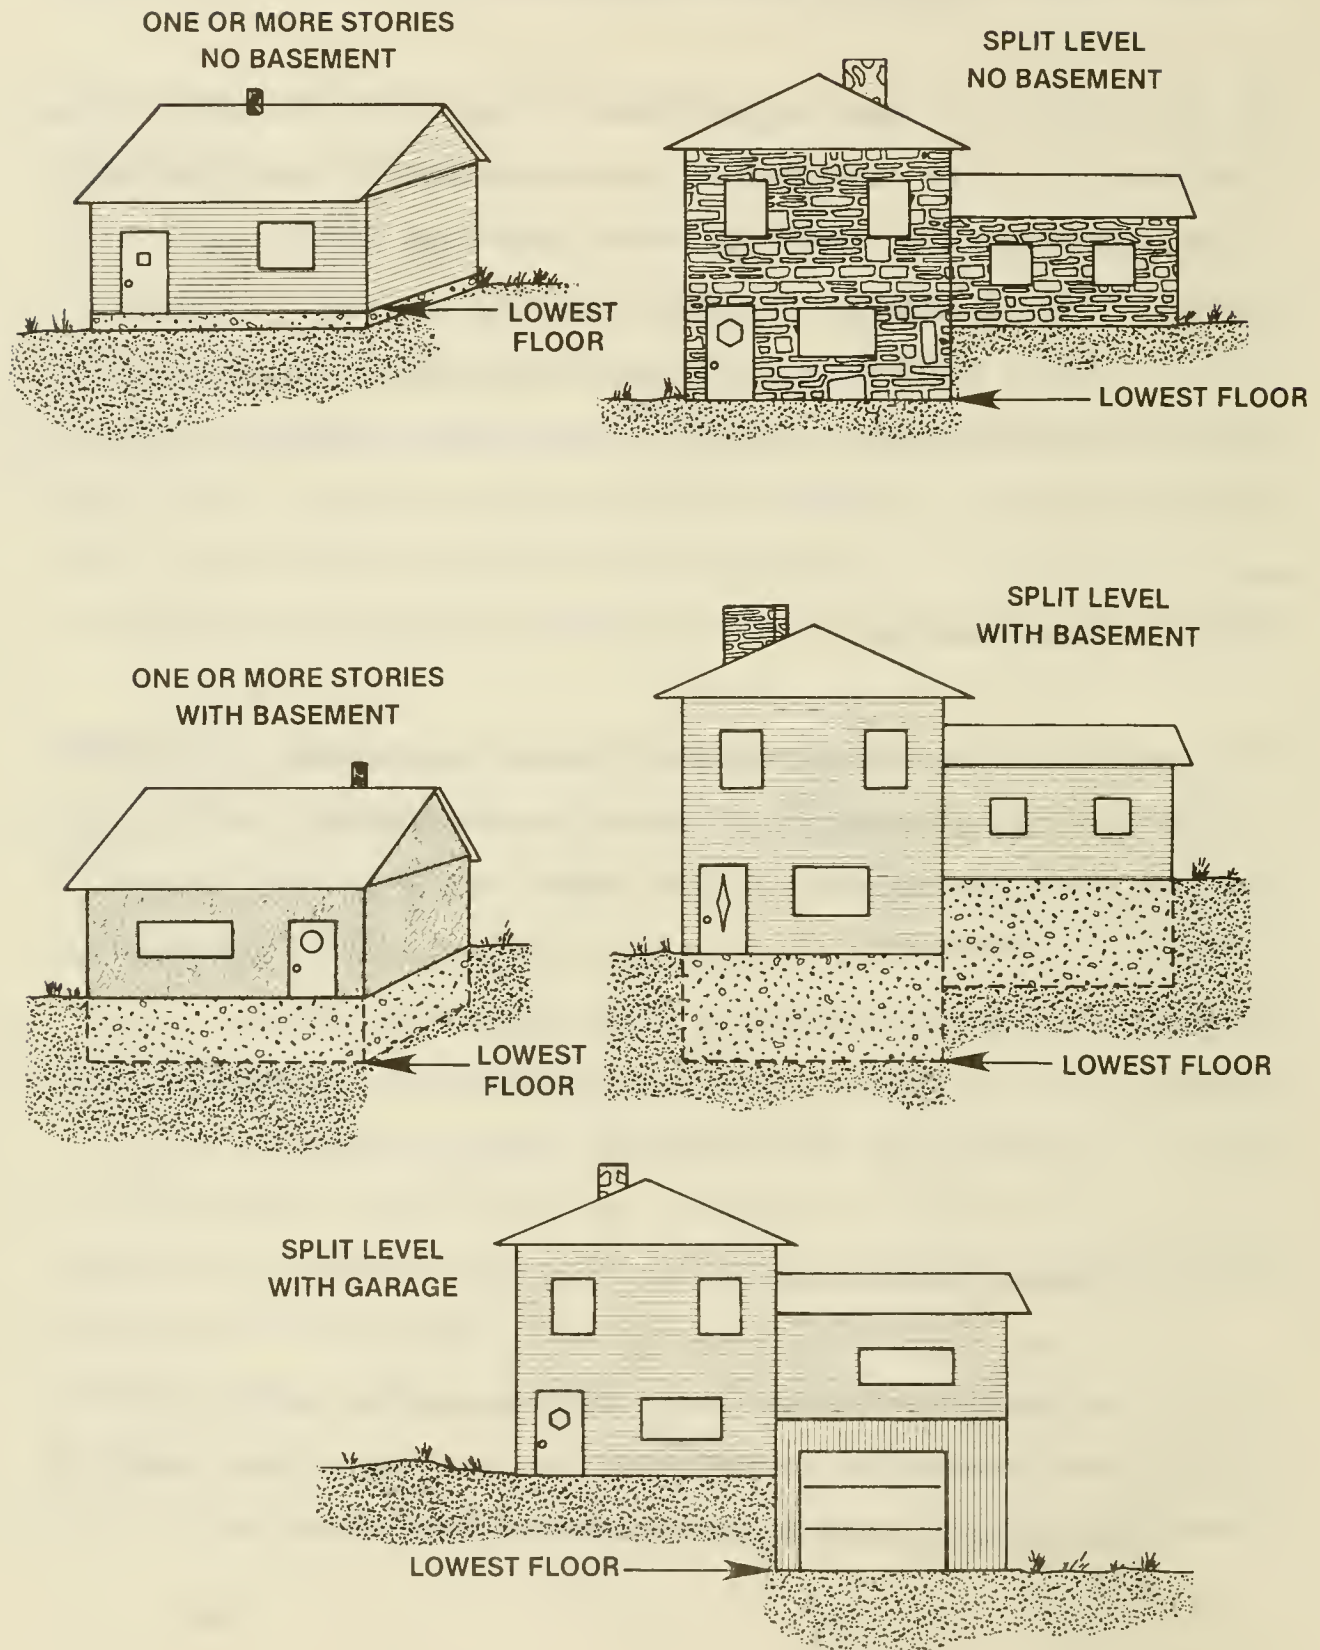 ONE OR MORE STORIES
NO BASEMENT
SPLIT LEVEL
NO BASEMENT
LOWEST
FLOOR
LOWEST FLOOR
ONE OR MORE STORIES
WITH BASEMENT
SPLIT LEVEL
WITH BASEMENT
LOWEST
FLOOR
LOWEST FLOOR
SPLIT LEVEL
WITH GARAGE
LOWEST FLOOR